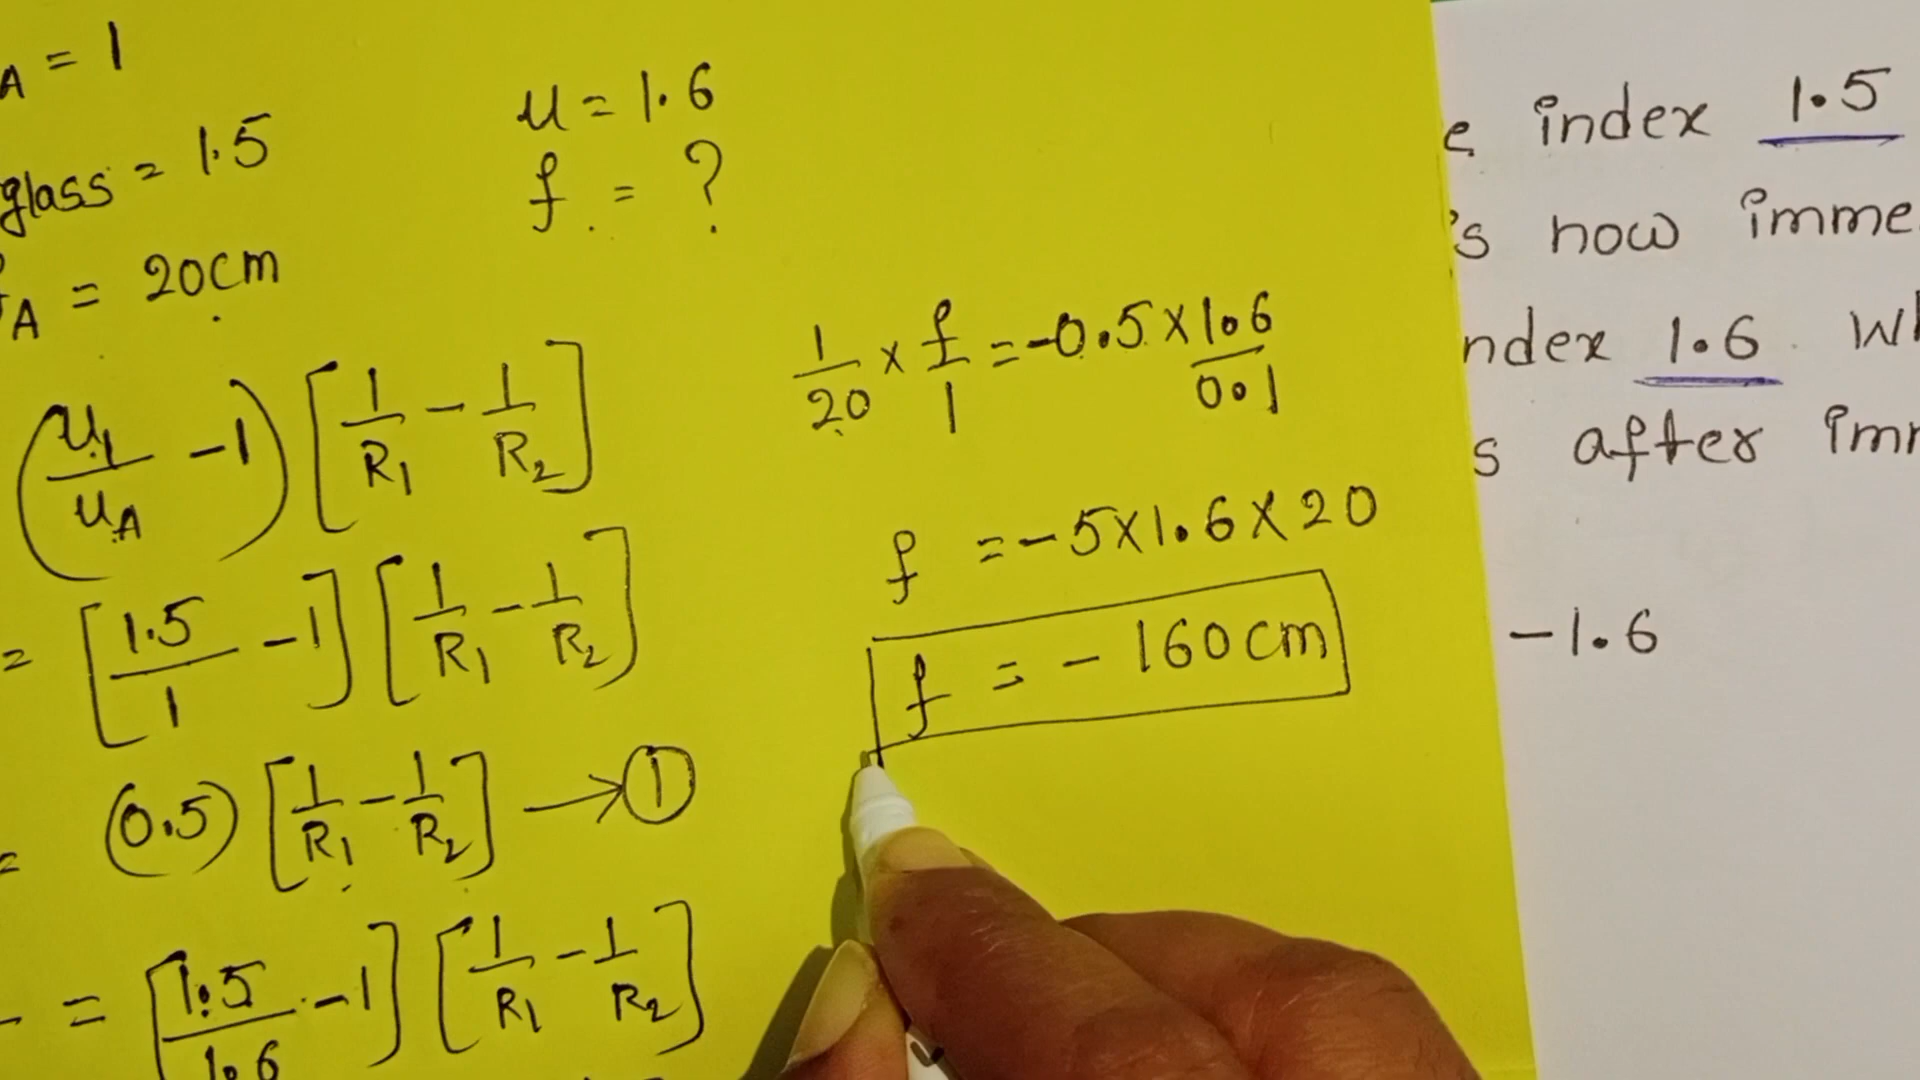 A = 1
glass = 1.5
A = 20cm
u = 1.6
f = ?
(u1/uA - 1) [1/R1 - 1/R2]
= [1.5/1 - 1] [1/R1 - 1/R2]
= (0.5) [1/R1 - 1/R2] → ①
= [1.5/1.6 - 1] [1/R1 - 1/R2]
1/20 x f/1 = -0.5 x 1.6/0.1
f = -5x1.6x20
f = - 160cm
index 1.5
now imme
ndex 1.6
after
-1.6